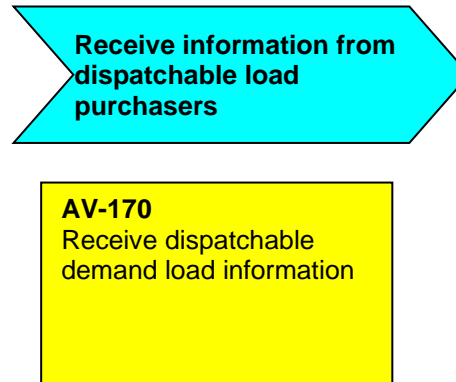 Receive information from
dispatchable load
purchasers
AV-170
Receive dispatchable
demand load information